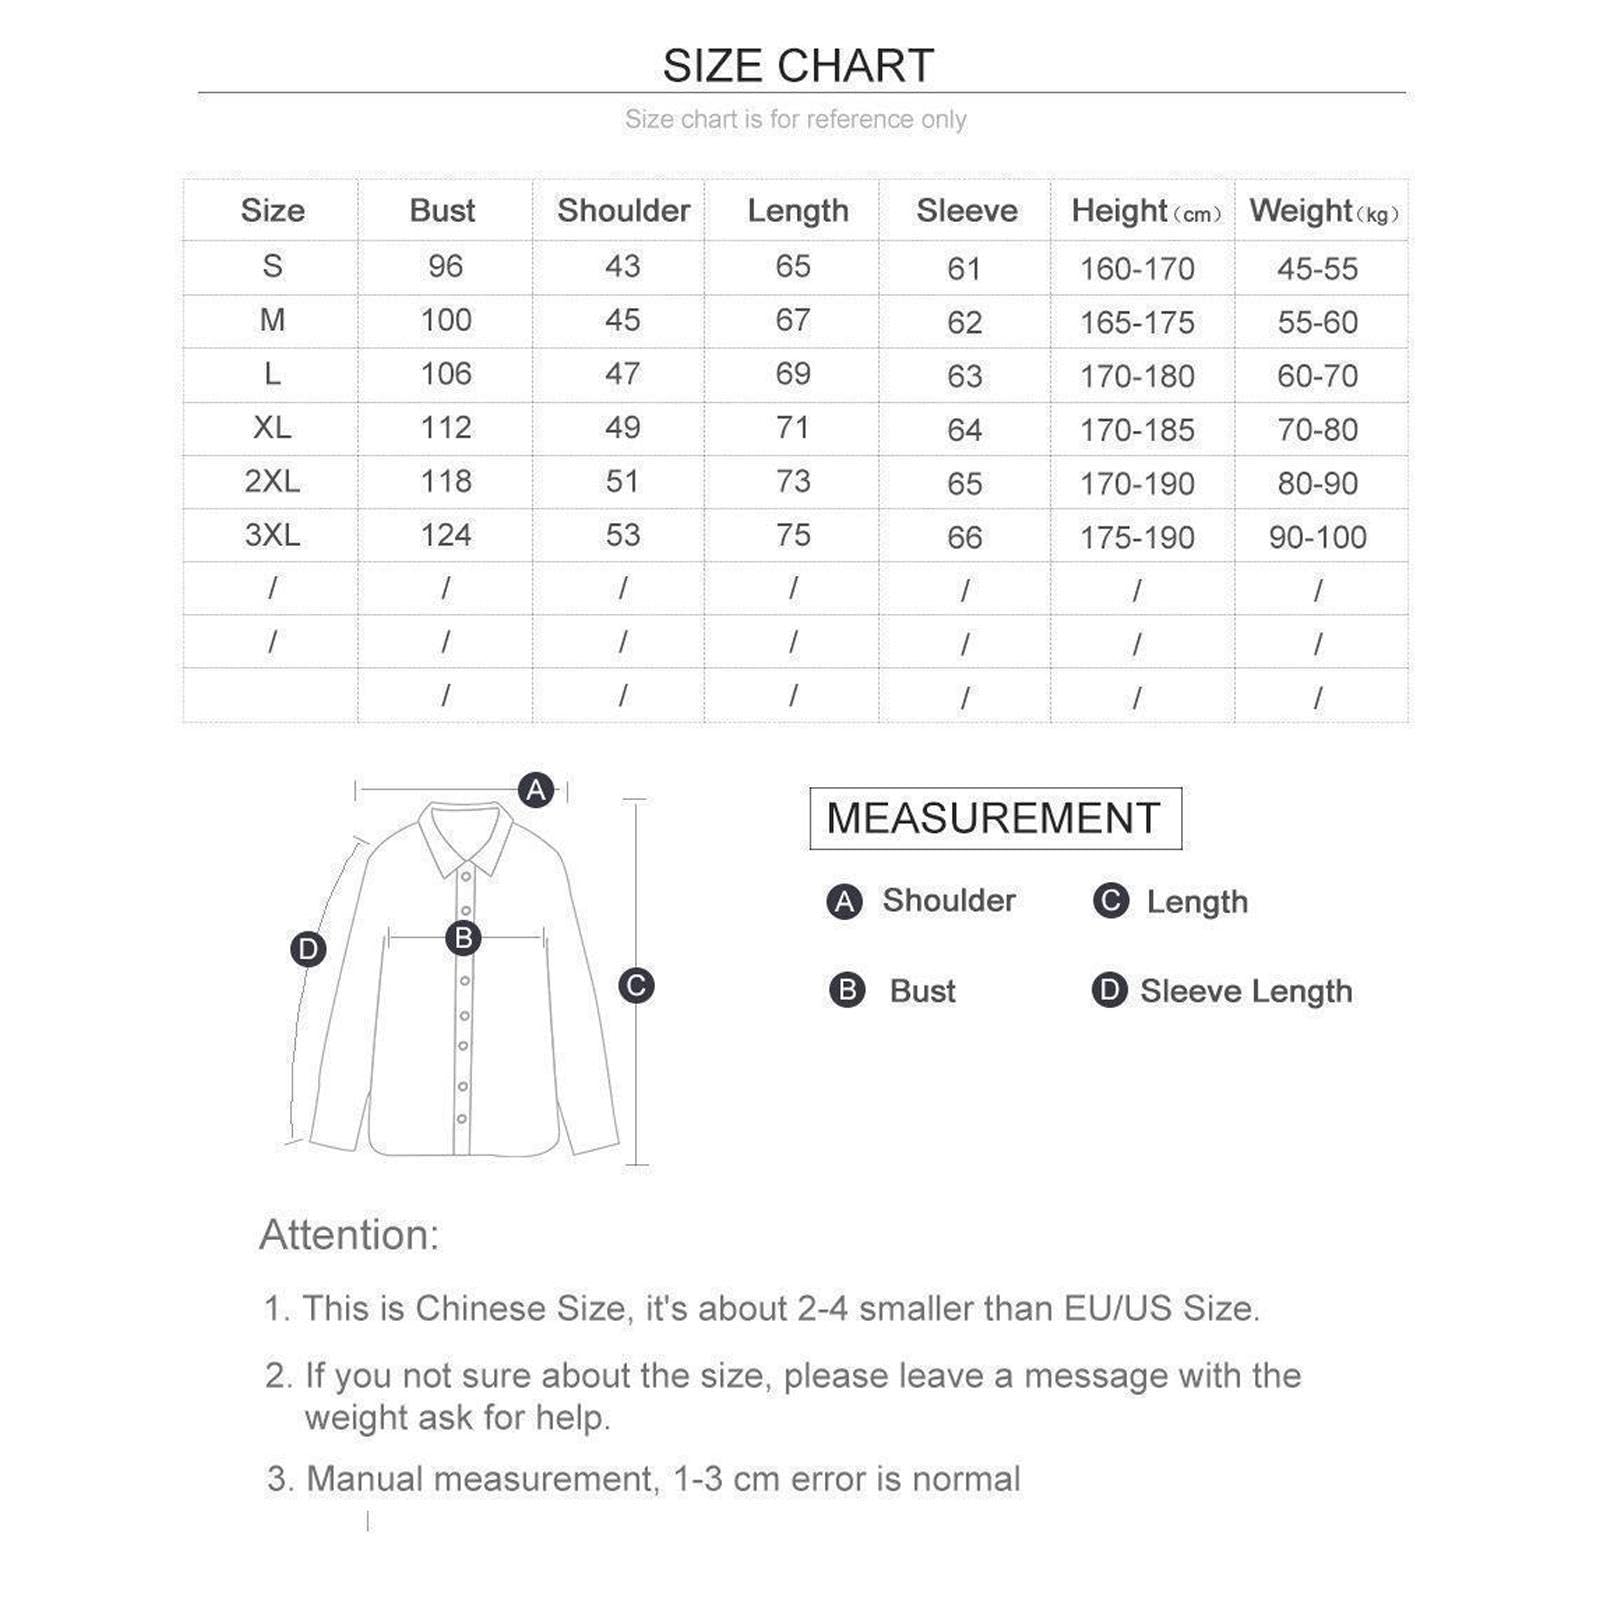 SIZE CHART
Size chart is for reference only
Size Bust Shoulder Length Sleeve Height（cm） Weight（kg）
S 96 43 65 61 160-170 45-55
M 100 45 67 62 165-175 55-60
L 106 47 69 63 170-180 60-70
XL 112 49 71 64 170-185 70-80
2XL 118 51 73 65 170-190 80-90
3XL 124 53 75 66 175-190 90-100
/ / / / / / /
/ / / / / / /
/ / / / / /
A
B
D
C
MEASUREMENT
A Shoulder C Length
B Bust D Sleeve Length
Attention:
1. This is Chinese Size, it's about 2-4 smaller than EU/US Size.
2. If you not sure about the size, please leave a message with the
weight ask for help.
3. Manual measurement, 1-3 cm error is normal